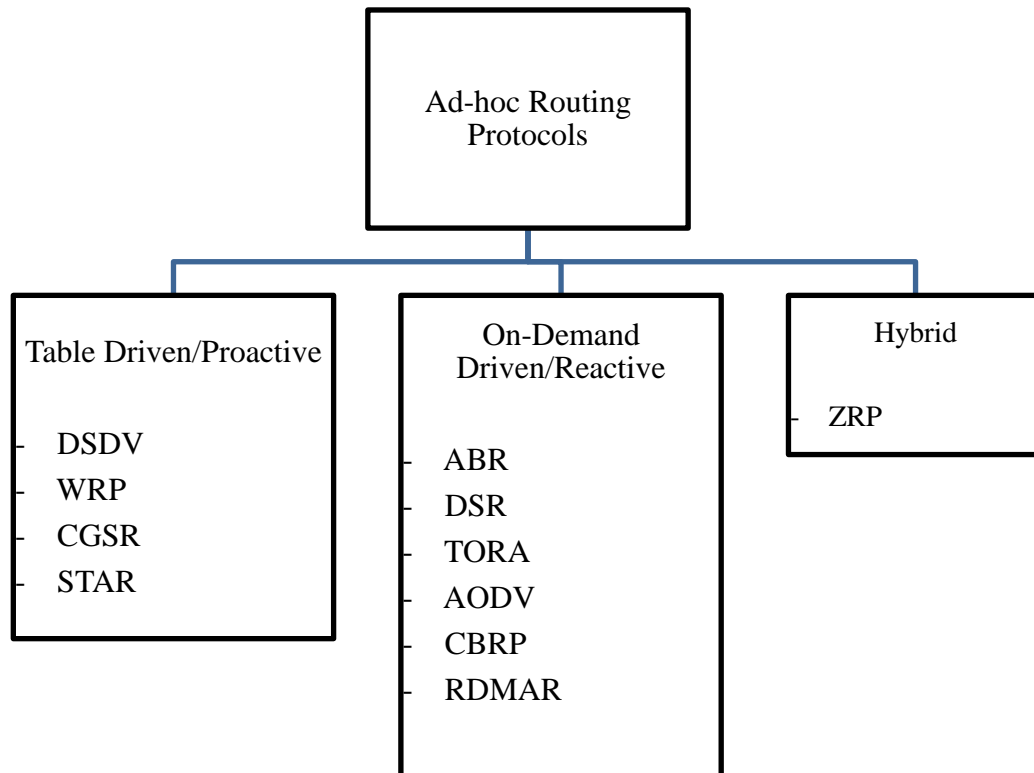 Ad-hoc Routing
Protocols
Table Driven/Proactive
- DSDV
- WRP
- CGSR
- STAR
On-Demand
Driven/Reactive
- ABR
- DSR
- TORA
- AODV
- CBRP
- RDMAR
Hybrid
- ZRP